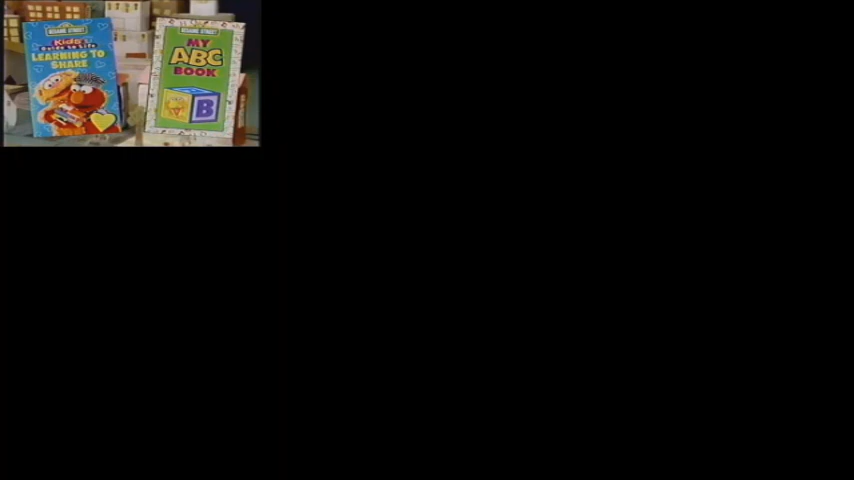 SESAME STREET
Kids'
Guide to Life
LEARNING TO
SHARE
SESAME STREET
MY
ABC
BOOK
B